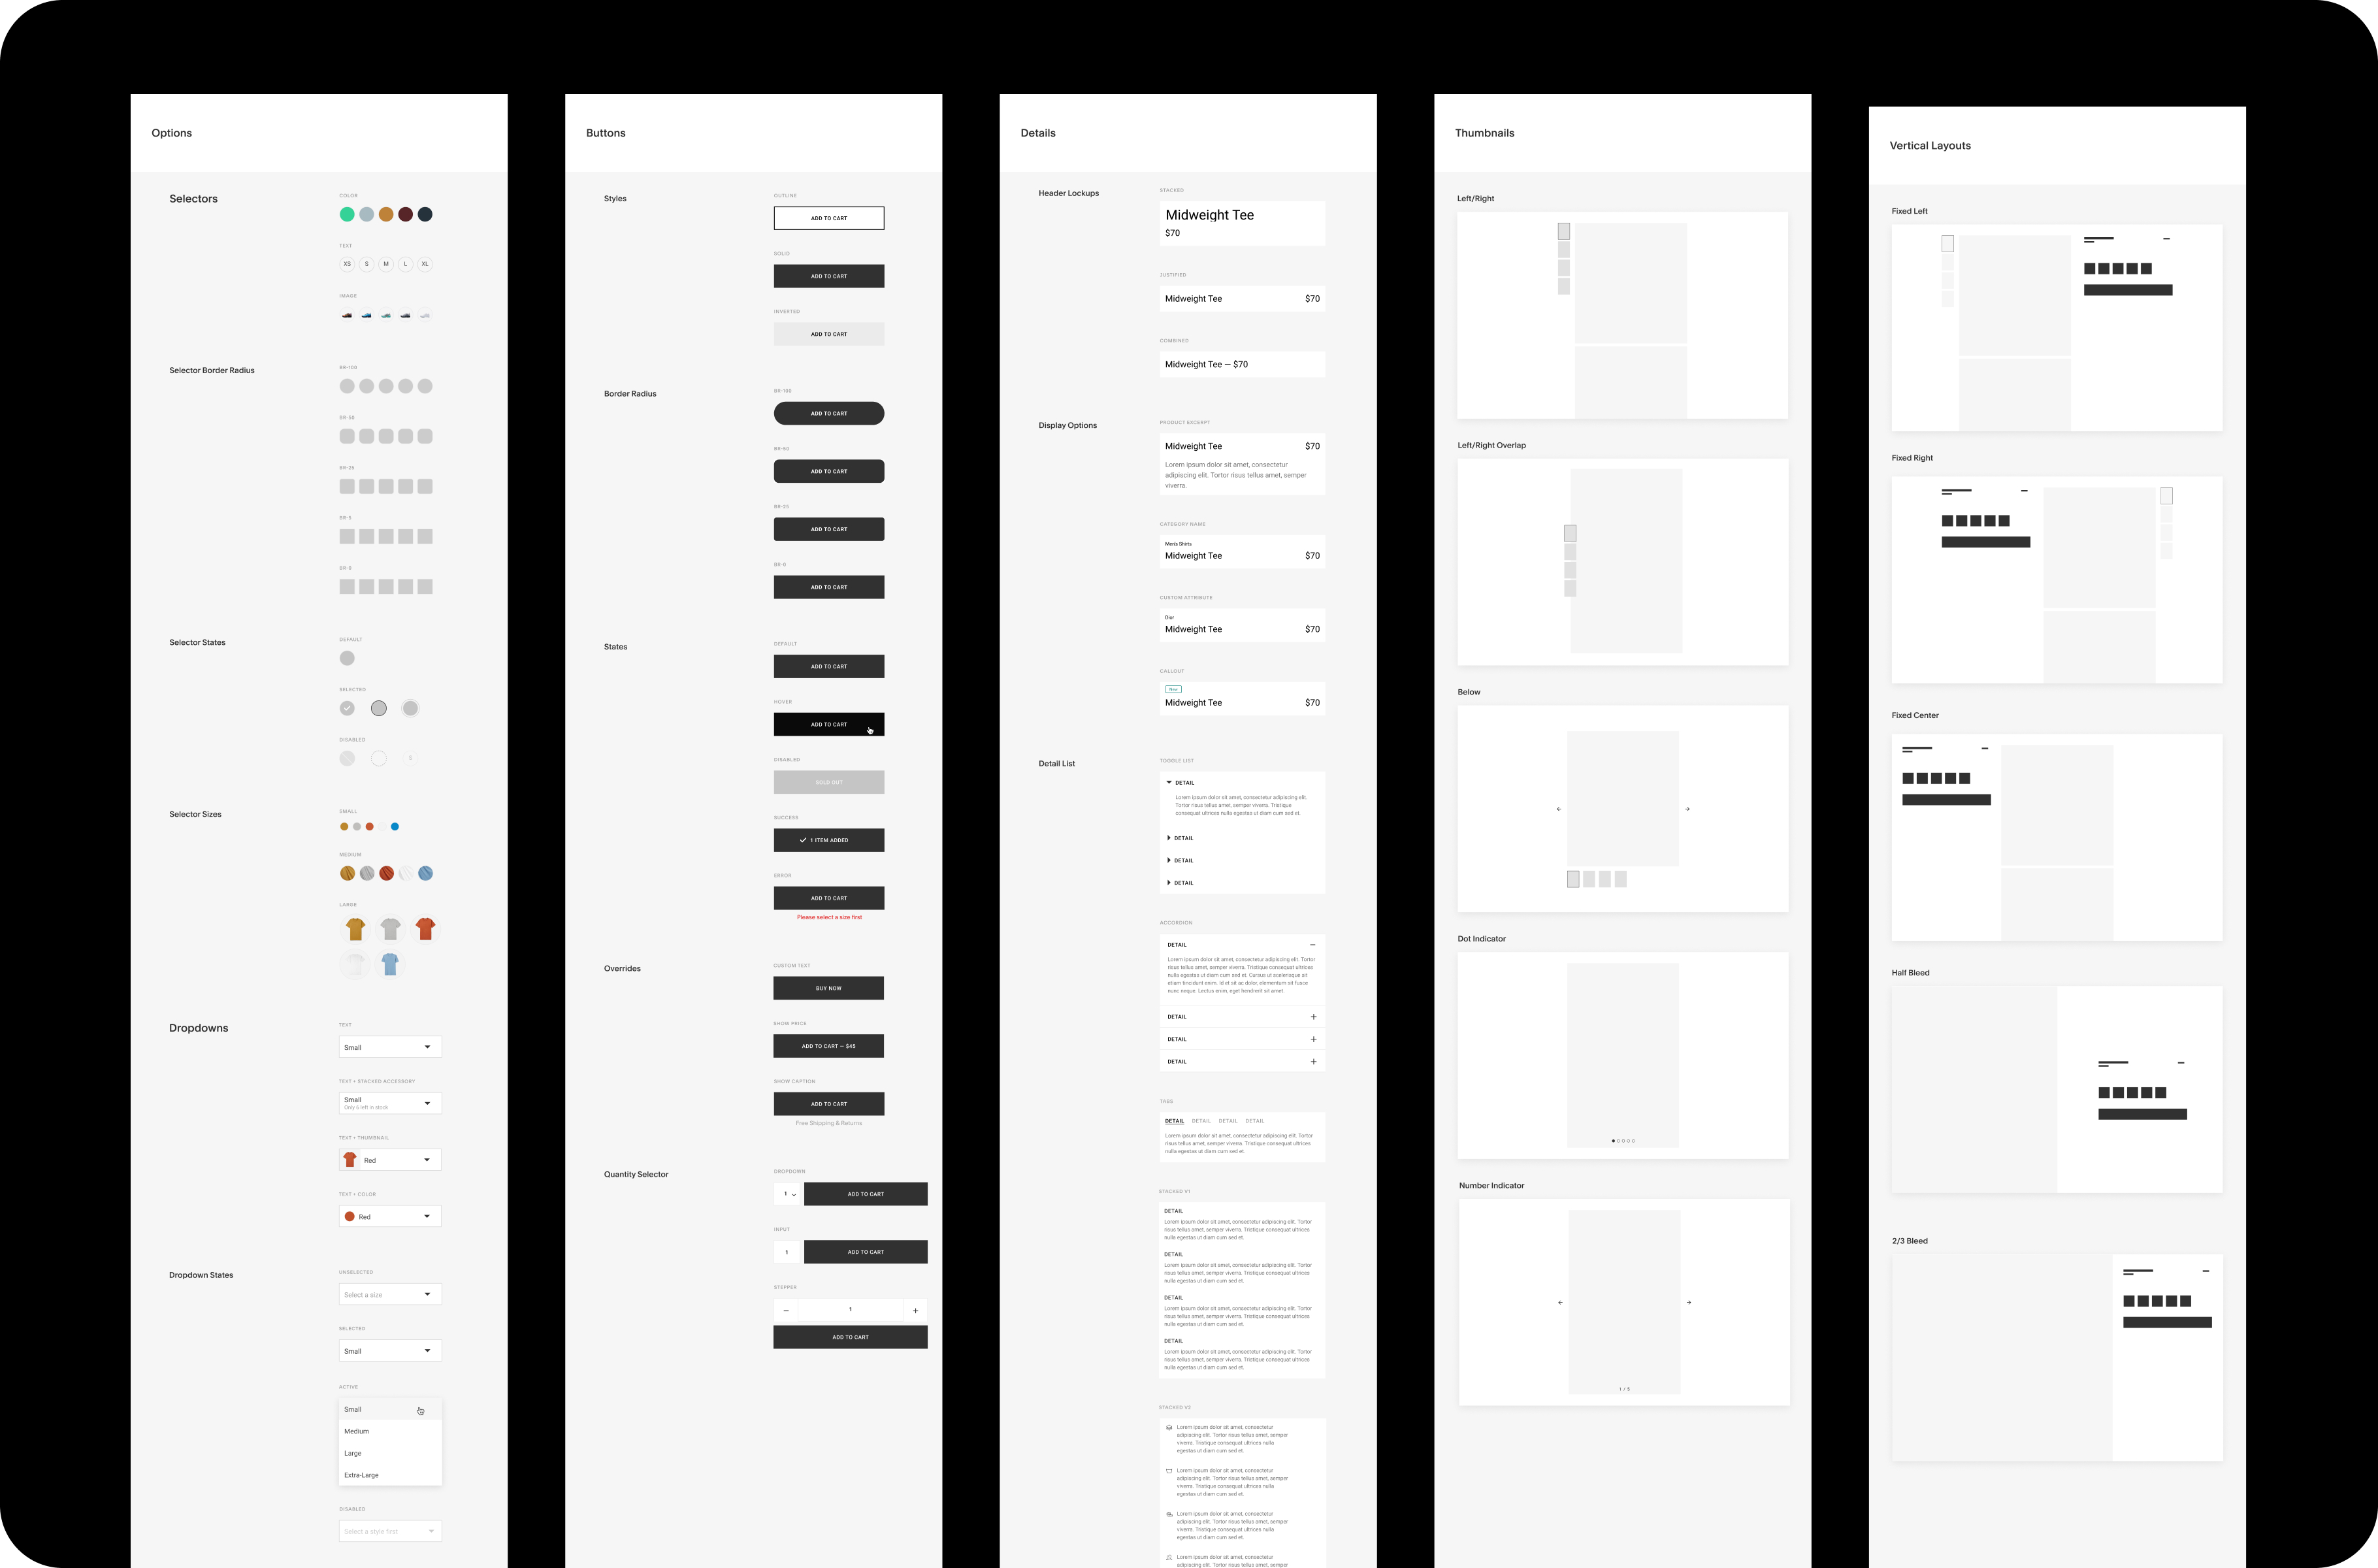 Options
Selectors
COLOR
TEXT
XS
S
M
L
XL
IMAGE
Selector Border Radius
BR-100
BR-50
BR-25
BR-5
BR-0
Selector States
DEFAULT
SELECTED
DISABLED
S
Selector Sizes
SMALL
MEDIUM
LARGE
Dropdowns
TEXT
Small
TEXT + STACKED ACCESSORY
Small
Only 6 left in stock
TEXT + THUMBNAIL
Red
TEXT + COLOR
Red
Dropdown States
UNSELECTED
Select a size
SELECTED
Small
ACTIVE
Small
Medium
Large
Extra-Large
DISABLED
Select a style first
Buttons
Styles
OUTLINE
ADD TO CART
SOLID
ADD TO CART
INVERTED
ADD TO CART
Border Radius
BR-100
ADD TO CART
BR-50
ADD TO CART
BR-25
ADD TO CART
BR-0
ADD TO CART
States
DEFAULT
ADD TO CART
HOVER
ADD TO CART
DISABLED
SOLD OUT
SUCCESS
1 ITEM ADDED
ERROR
ADD TO CART
Please select a size first
Overrides
CUSTOM TEXT
BUY NOW
SHOW PRICE
ADD TO CART — $45
SHOW CAPTION
ADD TO CART
Free Shipping & Returns
Quantity Selector
DROPDOWN
1
ADD TO CART
INPUT
1
ADD TO CART
STEPPER
− 1 +
ADD TO CART
Details
Header Lockups
STACKED
Midweight Tee
$70
JUSTIFIED
Midweight Tee $70
COMBINED
Midweight Tee — $70
Display Options
PRODUCT EXCERPT
Midweight Tee $70
Lorem ipsum dolor sit amet, consectetur
adipiscing elit. Tortor risus tellus amet, semper
viverra.
CATEGORY NAME
Men's Shirts
Midweight Tee $70
CUSTOM ATTRIBUTE
Dior
Midweight Tee $70
CALLOUT
New
Midweight Tee $70
Detail List
TOGGLE LIST
DETAIL
Lorem ipsum dolor sit amet, consectetur adipiscing elit.
Tortor risus tellus amet, semper viverra. Tristique
consequat ultrices nulla egestas ut diam cum sed et.
DETAIL
DETAIL
DETAIL
ACCORDION
DETAIL −
Lorem ipsum dolor sit amet, consectetur adipiscing elit. Tortor
risus tellus amet, semper viverra. Tristique consequat ultrices
nulla egestas ut diam cum sed et. Cursus ut scelerisque sit
etiam tincidunt enim. Id et sit ac dolor, elementum sit fusce
nunc neque. Lectus enim, eget hendrerit sit amet.
DETAIL +
DETAIL +
DETAIL +
TABS
DETAIL DETAIL DETAIL DETAIL
Lorem ipsum dolor sit amet, consectetur adipiscing elit. Tortor
risus tellus amet, semper viverra. Tristique consequat ultrices
nulla egestas ut diam cum sed et.
STACKED V1
DETAIL
Lorem ipsum dolor sit amet, consectetur adipiscing elit. Tortor
risus tellus amet, semper viverra. Tristique consequat ultrices
nulla egestas ut diam cum sed et.
DETAIL
Lorem ipsum dolor sit amet, consectetur adipiscing elit. Tortor
risus tellus amet, semper viverra. Tristique consequat ultrices
nulla egestas ut diam cum sed et.
DETAIL
Lorem ipsum dolor sit amet, consectetur adipiscing elit. Tortor
risus tellus amet, semper viverra. Tristique consequat ultrices
nulla egestas ut diam cum sed et.
DETAIL
Lorem ipsum dolor sit amet, consectetur adipiscing elit. Tortor
risus tellus amet, semper viverra. Tristique consequat ultrices
nulla egestas ut diam cum sed et.
STACKED V2
Lorem ipsum dolor sit amet, consectetur
adipiscing elit. Tortor risus tellus amet, semper
viverra. Tristique consequat ultrices nulla
egestas ut diam cum sed et.
Lorem ipsum dolor sit amet, consectetur
adipiscing elit. Tortor risus tellus amet, semper
viverra. Tristique consequat ultrices nulla
egestas ut diam cum sed et.
Lorem ipsum dolor sit amet, consectetur
adipiscing elit. Tortor risus tellus amet, semper
viverra. Tristique consequat ultrices nulla
egestas ut diam cum sed et.
Lorem ipsum dolor sit amet, consectetur
adipiscing elit. Tortor risus tellus amet, semper
Thumbnails
Left/Right
Left/Right Overlap
Below
Dot Indicator
Number Indicator
1 / 5
Vertical Layouts
Fixed Left
Fixed Right
Fixed Center
Half Bleed
2/3 Bleed